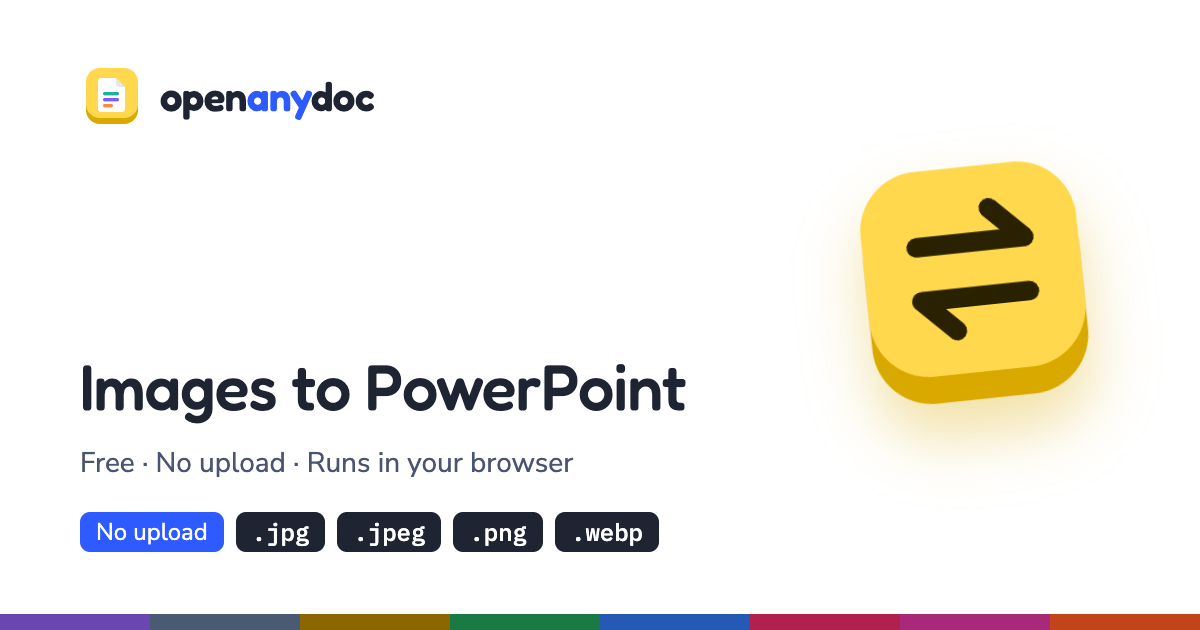 openanydoc
Images to PowerPoint
Free · No upload · Runs in your browser
No upload .jpg .jpeg .png .webp